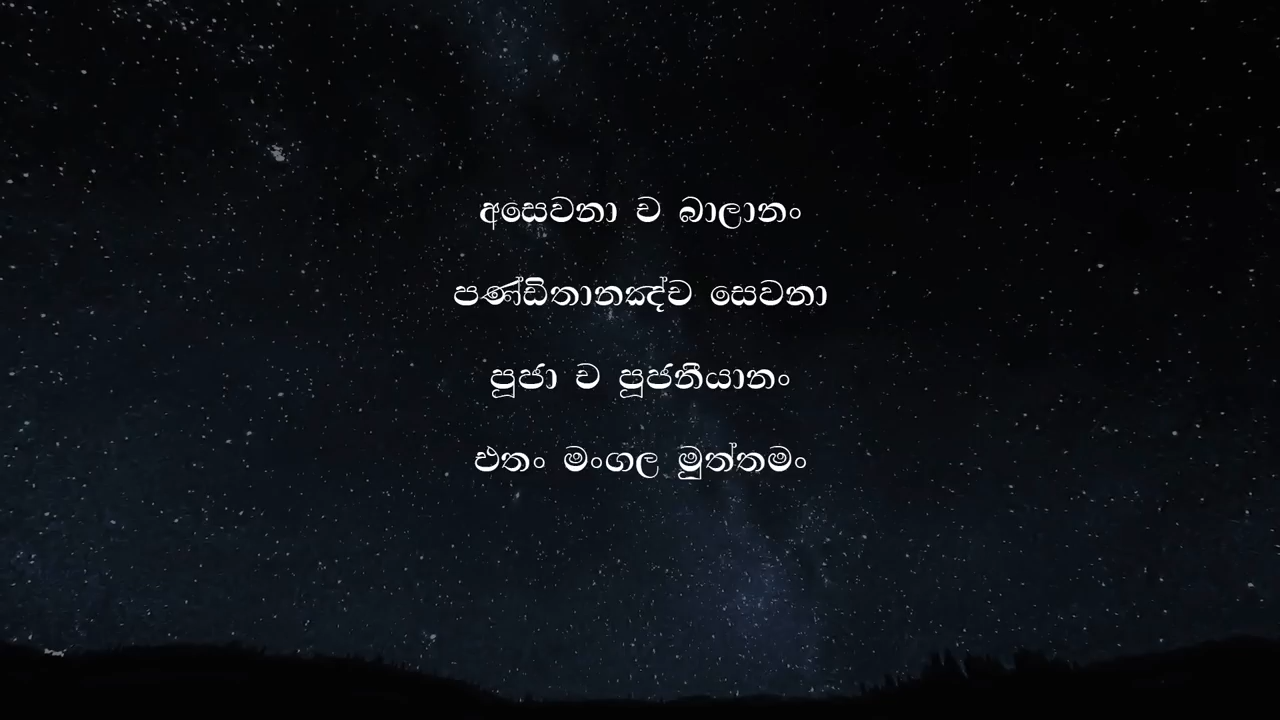 අසෙවනා ච බාලානං
පණ්ඩිතානඤ්ච සෙවනා
පූජා ච පූජනීයානං
එතං මංගල මුත්තමං